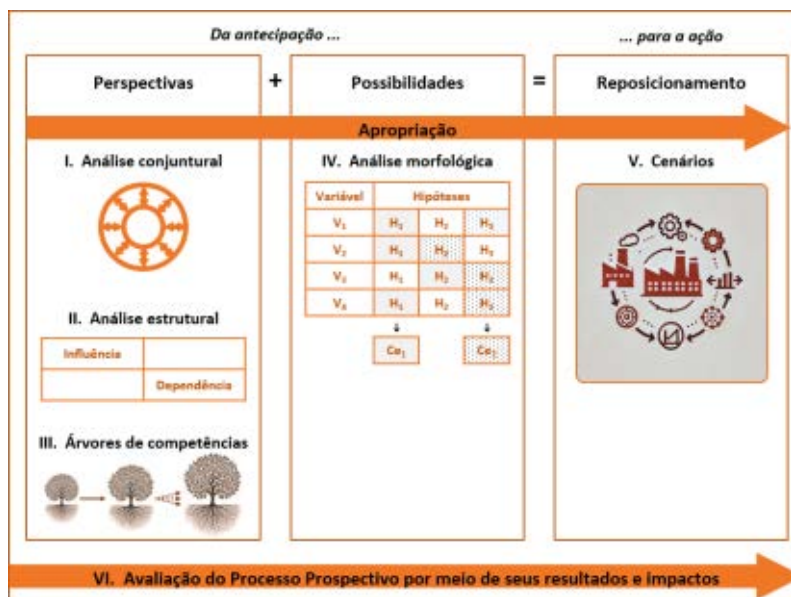 Da antecipação ...
... para a ação
Perspectivas + Possibilidades = Reposicionamento
Apropriação
I. Análise conjuntural
II. Análise estrutural
Influência
Dependência
III. Árvores de competências
IV. Análise morfológica
Variável Hipóteses
V1 H1 H2 H3
V2 H1 H2 H3
V3 H1 H2 H3
V4 H1 H2 H3
V. Cenários
VI. Avaliação do Processo Prospectivo por meio de seus resultados e impactos